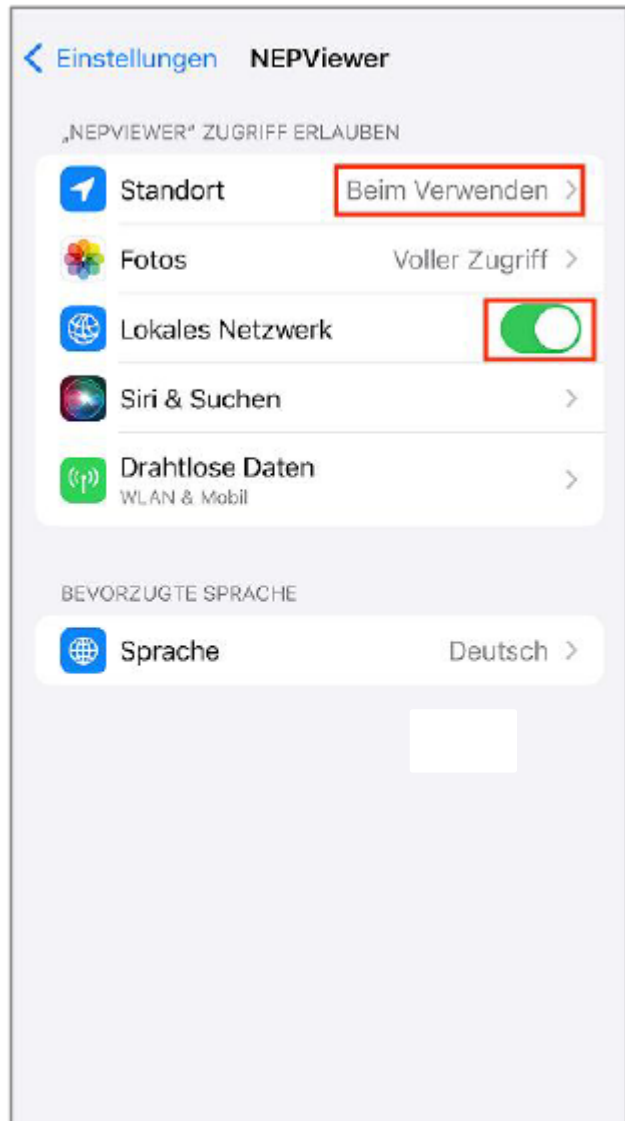 Einstellungen NEPViewer
„NEPVIEWER“ ZUGRIFF ERLAUBEN
Standort Beim Verwenden
Fotos Voller Zugriff
Lokales Netzwerk
Siri & Suchen
Drahtlose Daten
WLAN & Mobil
BEVORZUGTE SPRACHE
Sprache Deutsch